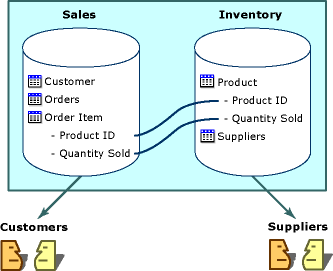 Sales
Customer
Orders
Order Item
- Product ID
- Quantity Sold
Inventory
Product
- Product ID
- Quantity Sold
Suppliers
Customers
Suppliers